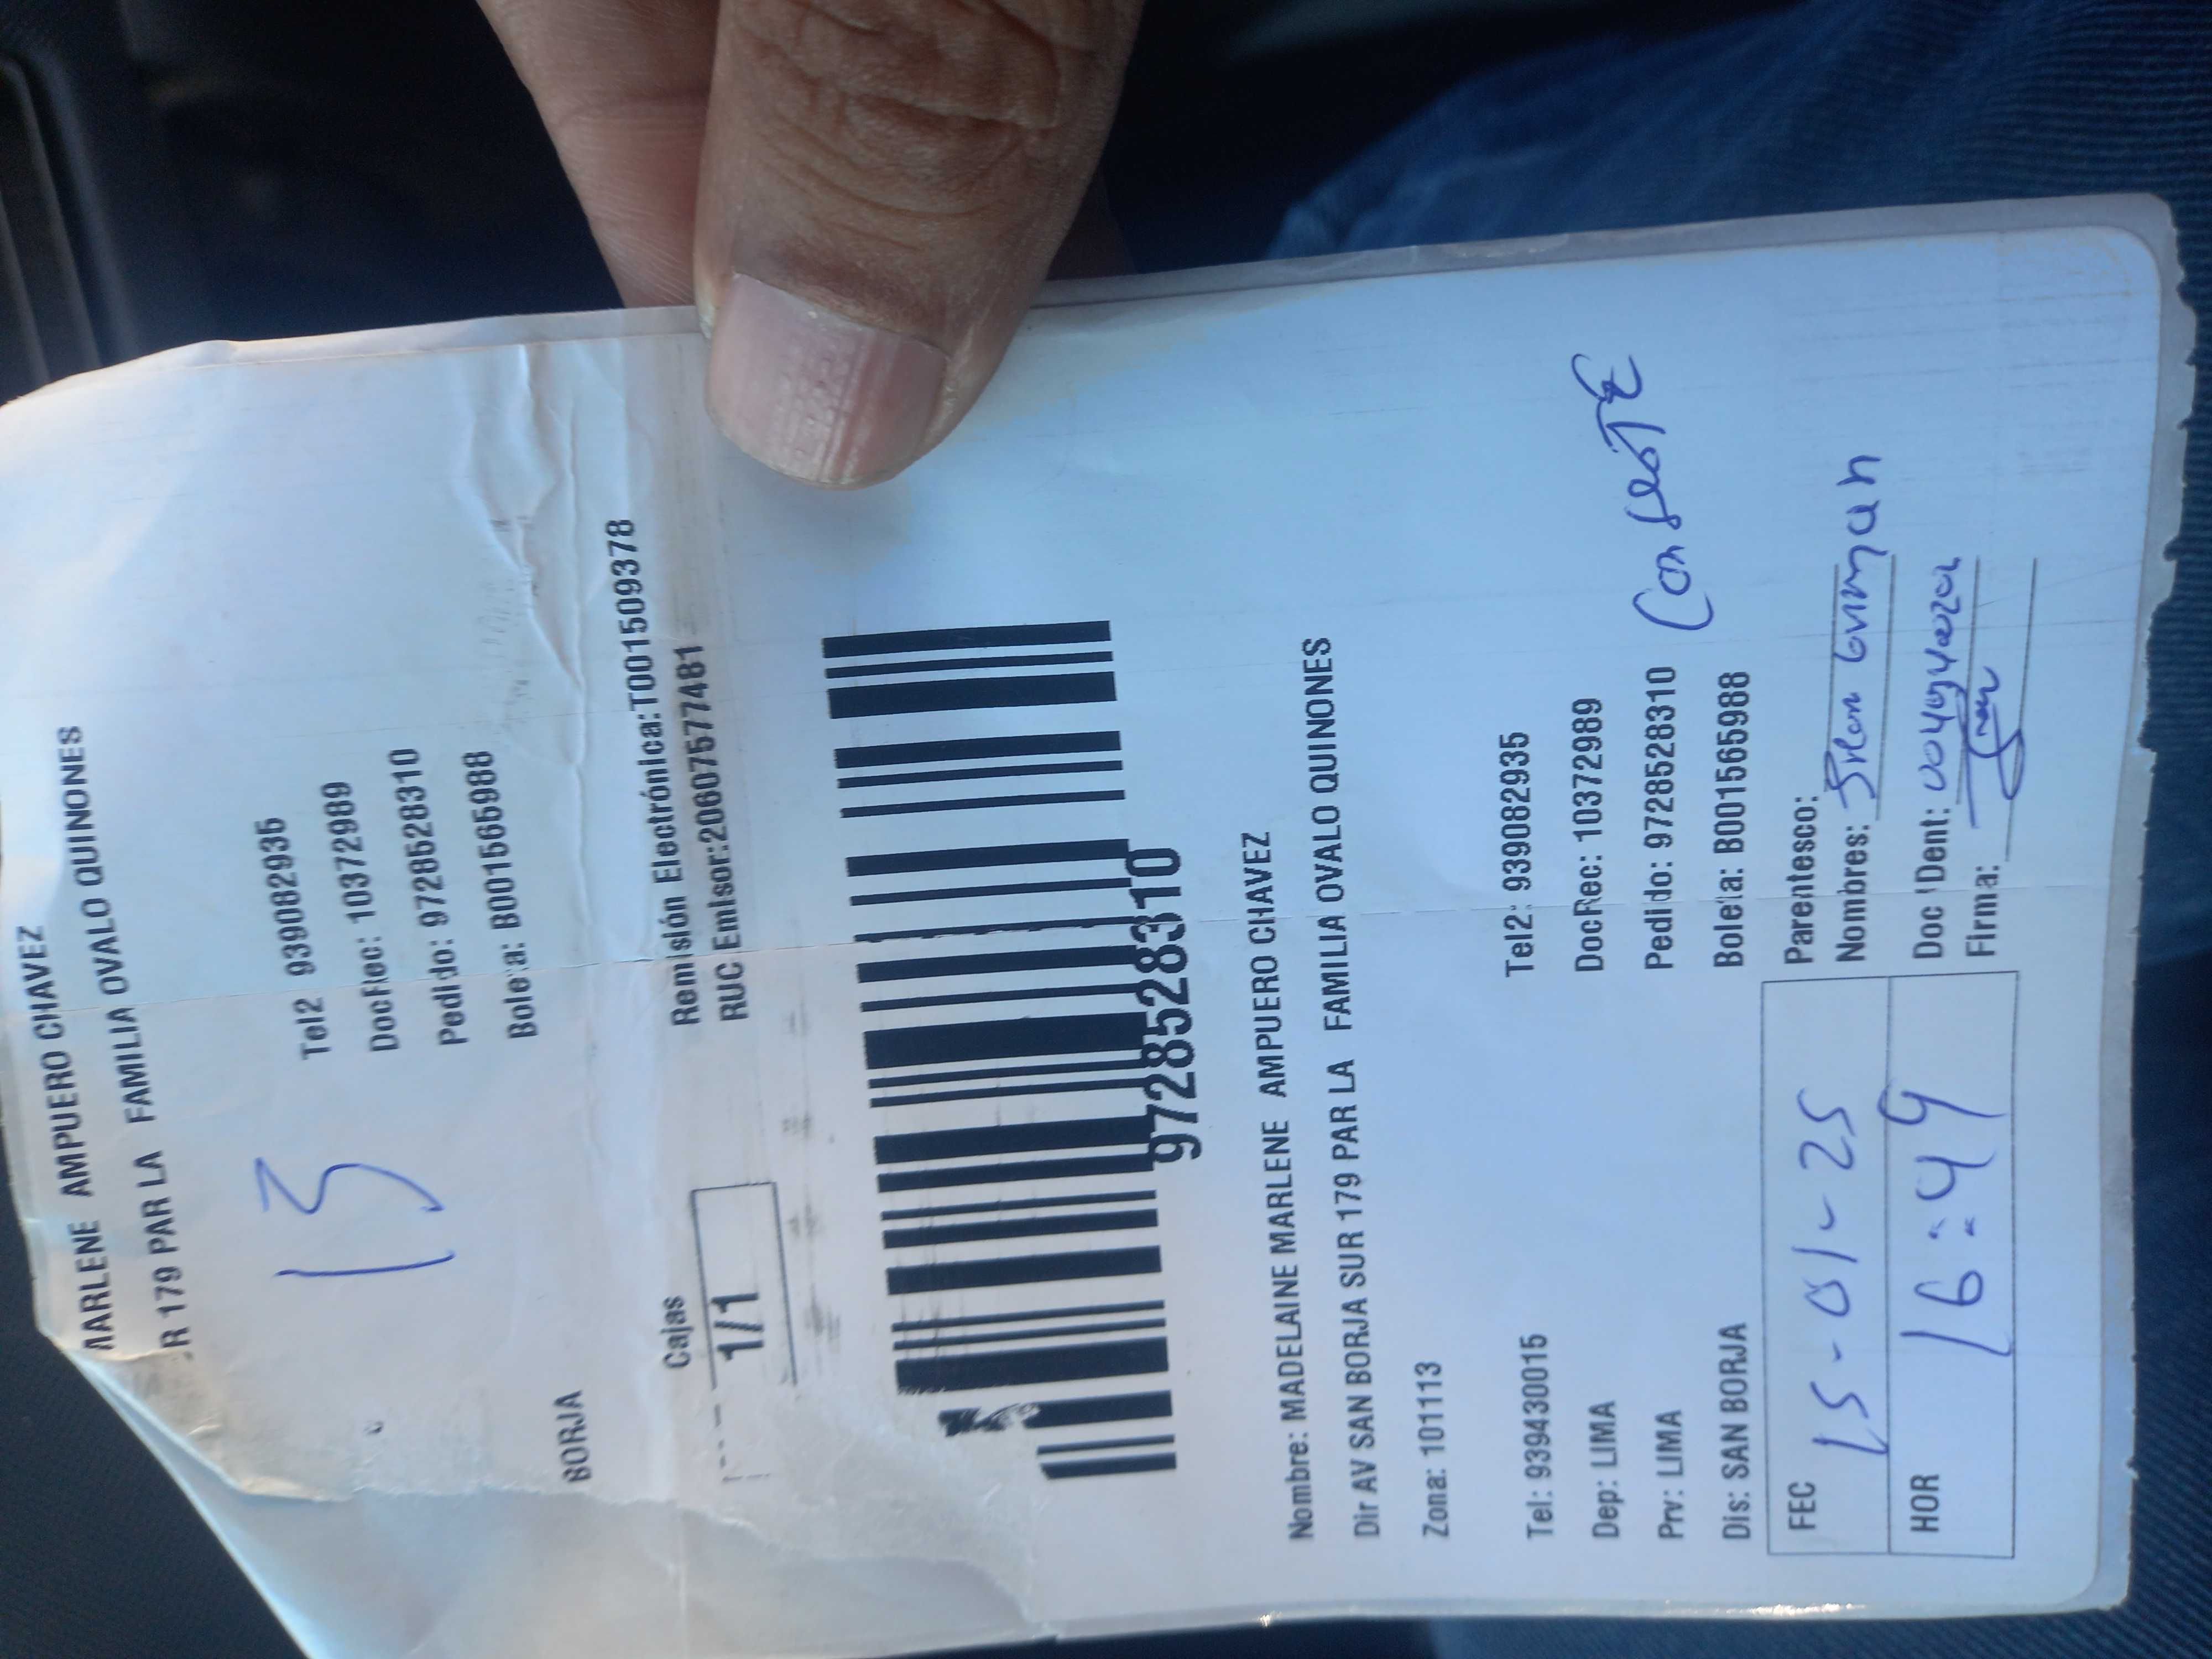 MARLENE AMPUERO CHAVEZ
R 179 PAR LA FAMILIA OVALO QUINONES
13
Tel2 939082935
DocRec: 10372989
Pedido: 9728528310
Boleta: B001565988
BORJA
Cajas
1/1
Remisión Electrónica:T001509378
RUC Emisor:20607577481
9728528310
Nombre: MADELAINE MARLENE AMPUERO CHAVEZ
Dir AV SAN BORJA SUR 179 PAR LA FAMILIA OVALO QUINONES
Zona: 101113
Tel: 939430015 Tel2: 939082935
Dep: LIMA DocRec: 10372989
Prv: LIMA Pedido: 9728528310
Dis: SAN BORJA Boleta: B001565988
FEC 15-01-25 Parentesco:
Nombres:
HOR 16:49 Doc Ident:
Firma: